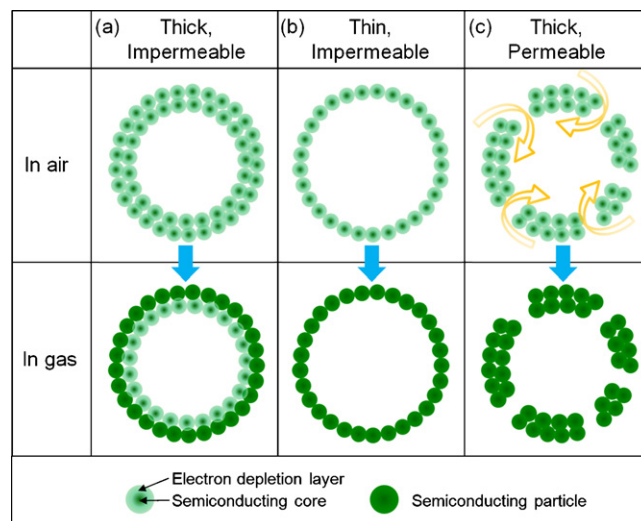 (a) Thick,
Impermeable
(b) Thin,
Impermeable
(c) Thick,
Permeable
In air
In gas
Electron depletion layer
Semiconducting core
Semiconducting particle